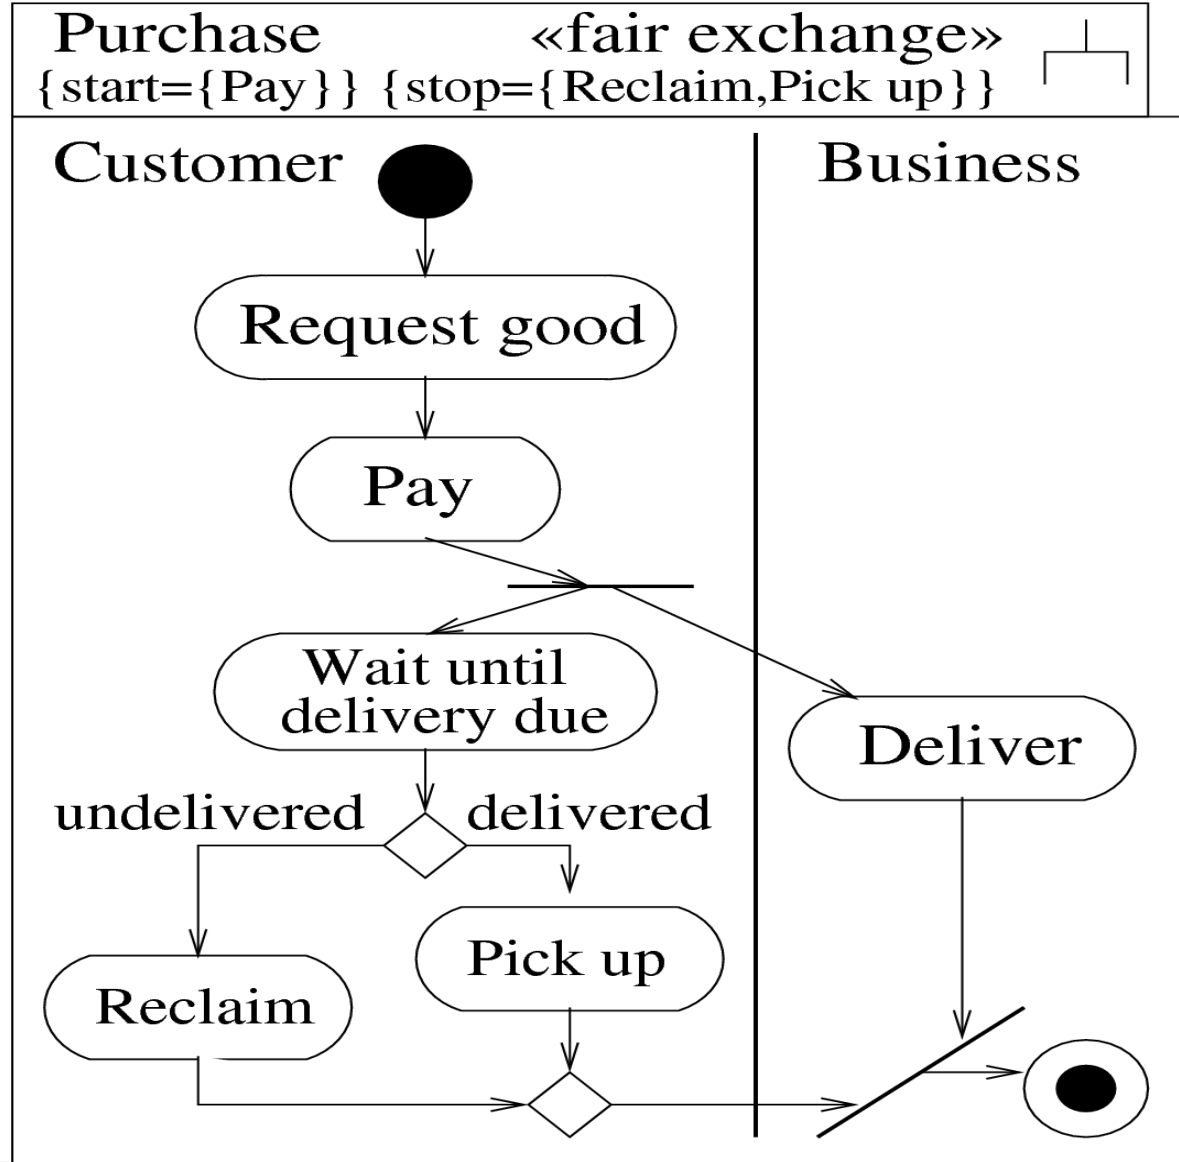 Purchase «fair exchange»
{start={Pay}} {stop={Reclaim,Pick up}}
Customer
Business
Request good
Pay
Wait until
delivery due
Deliver
undelivered
delivered
Pick up
Reclaim